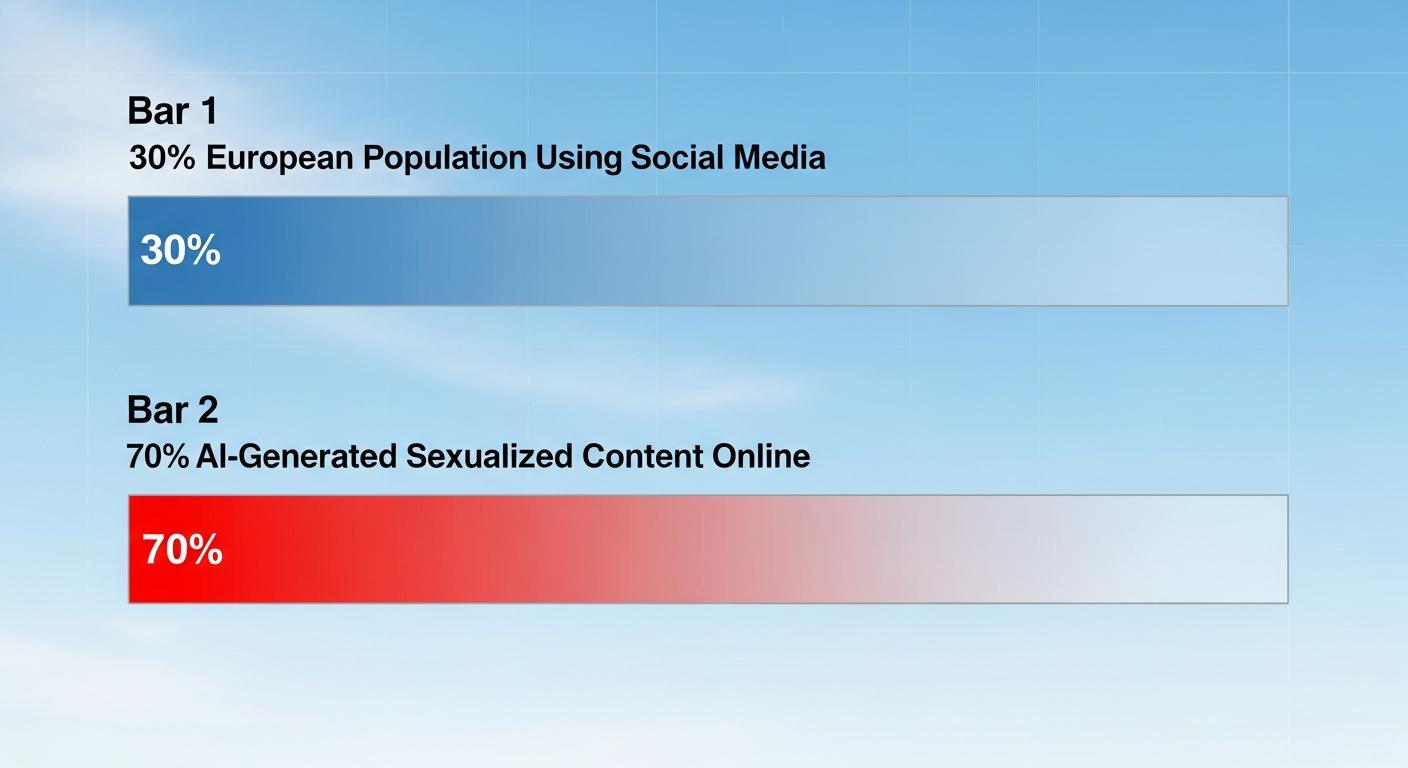 Bar 1
30% European Population Using Social Media
30%
Bar 2
70% AI-Generated Sexualized Content Online
70%